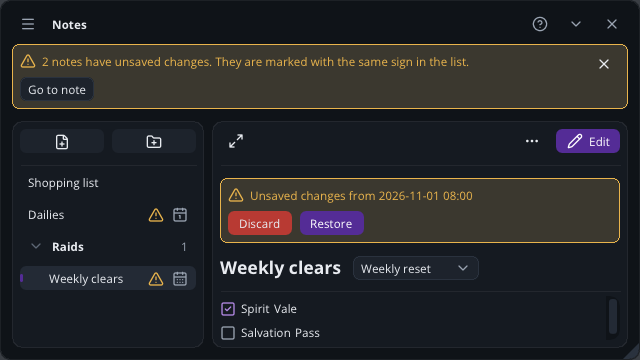 Notes
2 notes have unsaved changes. They are marked with the same sign in the list.
Go to note
Edit
Shopping list
Dailies
Raids 1
Weekly clears
Unsaved changes from 2026-11-01 08:00
Discard Restore
Weekly clears Weekly reset
Spirit Vale
Salvation Pass